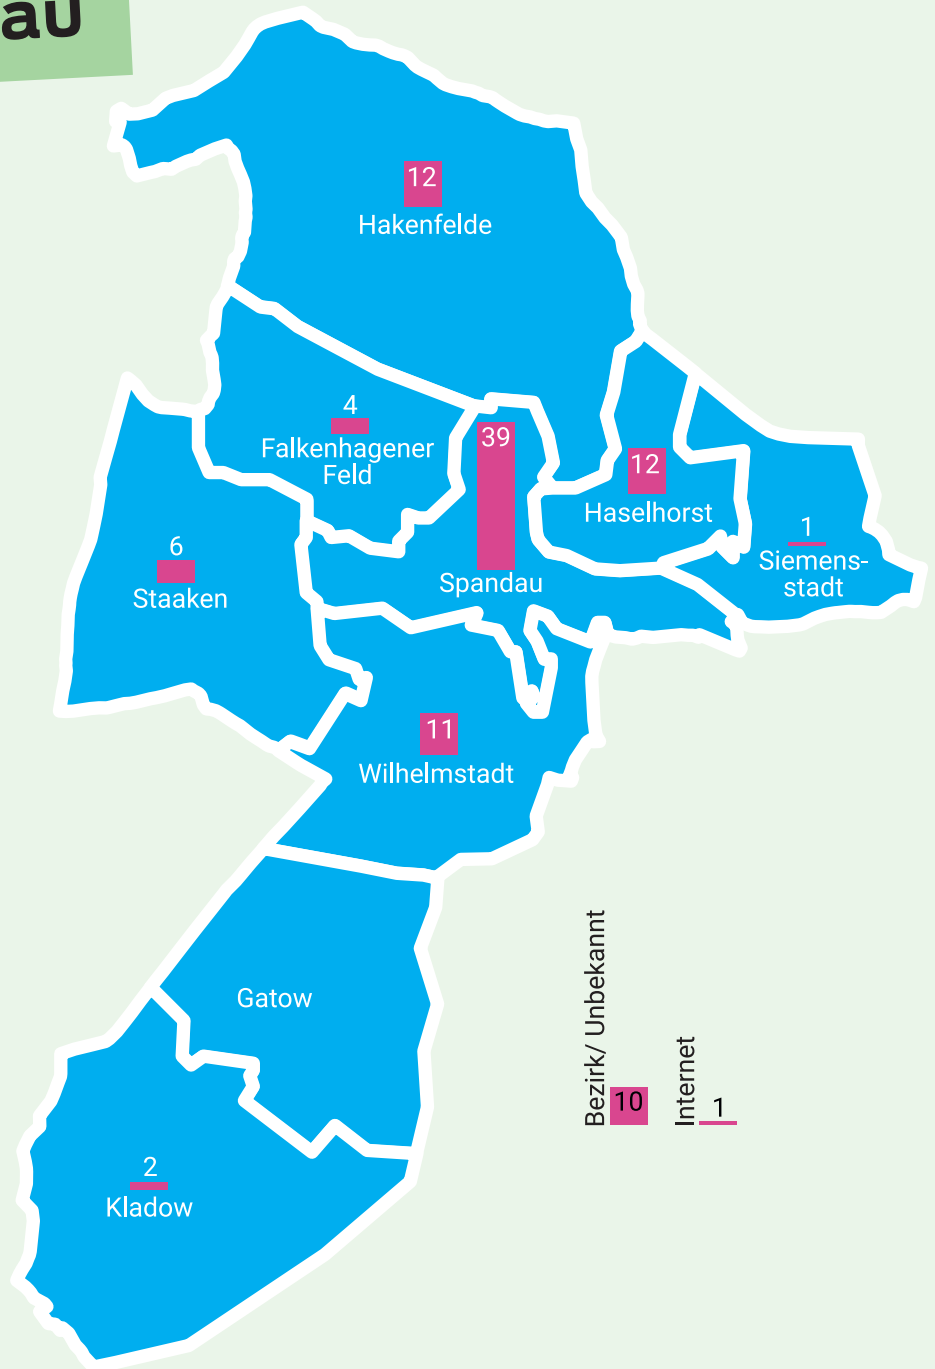 au
12
Hakenfelde
4
Falkenhagener
Feld
39
Spandau
12
Haselhorst
1
Siemens-
stadt
6
Staaken
11
Wilhelmstadt
Gatow
Bezirk/ Unbekannt
10
Internet
1
2
Kladow